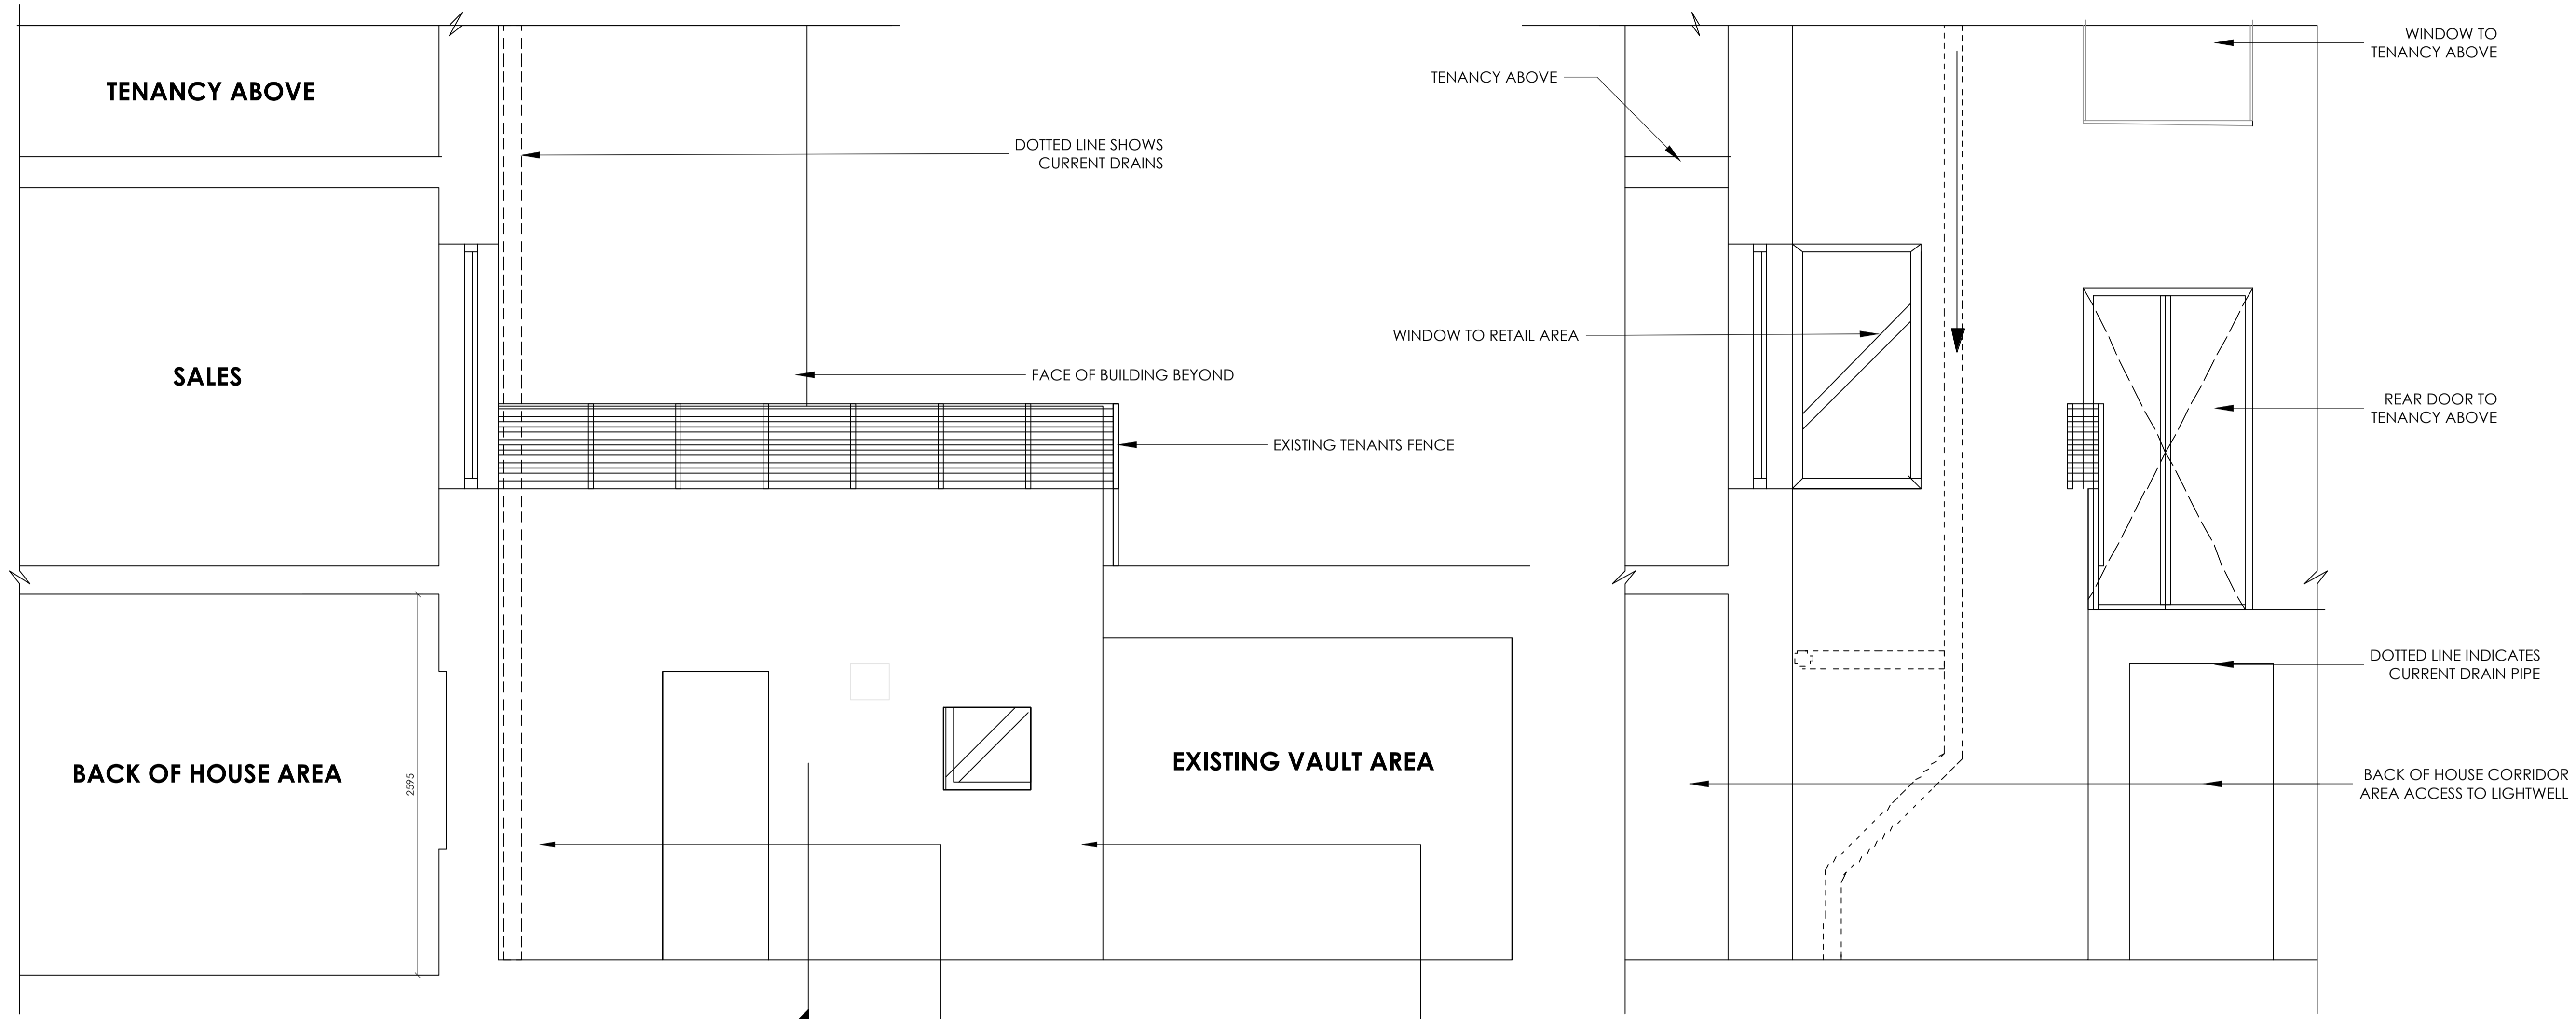 TENANCY ABOVE
DOTTED LINE SHOWS
CURRENT DRAINS
SALES
FACE OF BUILDING BEYOND
EXISTING TENANTS FENCE
BACK OF HOUSE AREA
2595
EXISTING VAULT AREA
TENANCY ABOVE
WINDOW TO
TENANCY ABOVE
WINDOW TO RETAIL AREA
REAR DOOR TO
TENANCY ABOVE
DOTTED LINE INDICATES
CURRENT DRAIN PIPE
BACK OF HOUSE CORRIDOR
AREA ACCESS TO LIGHTWELL